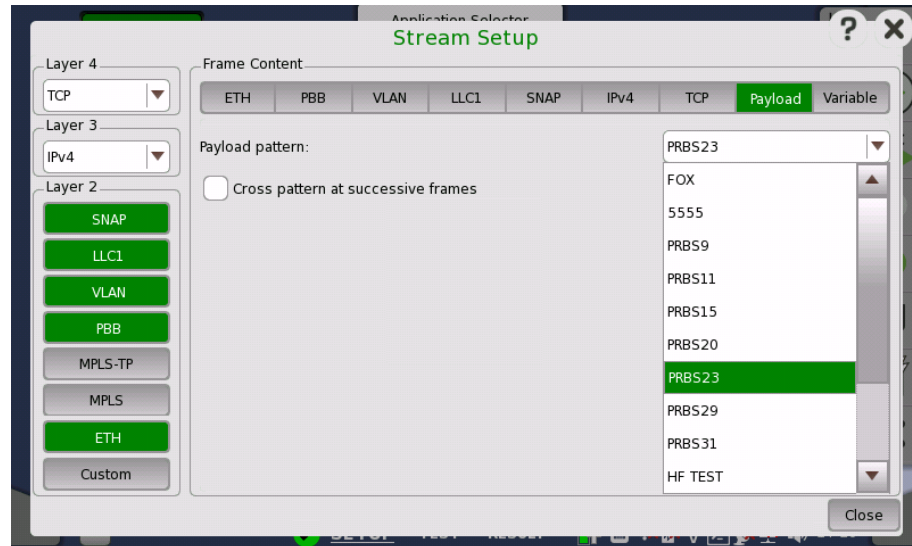 Stream Setup
?
Layer 4
TCP
Layer 3
IPv4
Layer 2
SNAP
LLC1
VLAN
PBB
MPLS-TP
MPLS
ETH
Custom
Frame Content
ETH PBB VLAN LLC1 SNAP IPv4 TCP Payload Variable
Payload pattern:
PRBS23
Cross pattern at successive frames
FOX
5555
PRBS9
PRBS11
PRBS15
PRBS20
PRBS23
PRBS29
PRBS31
HF TEST
Close